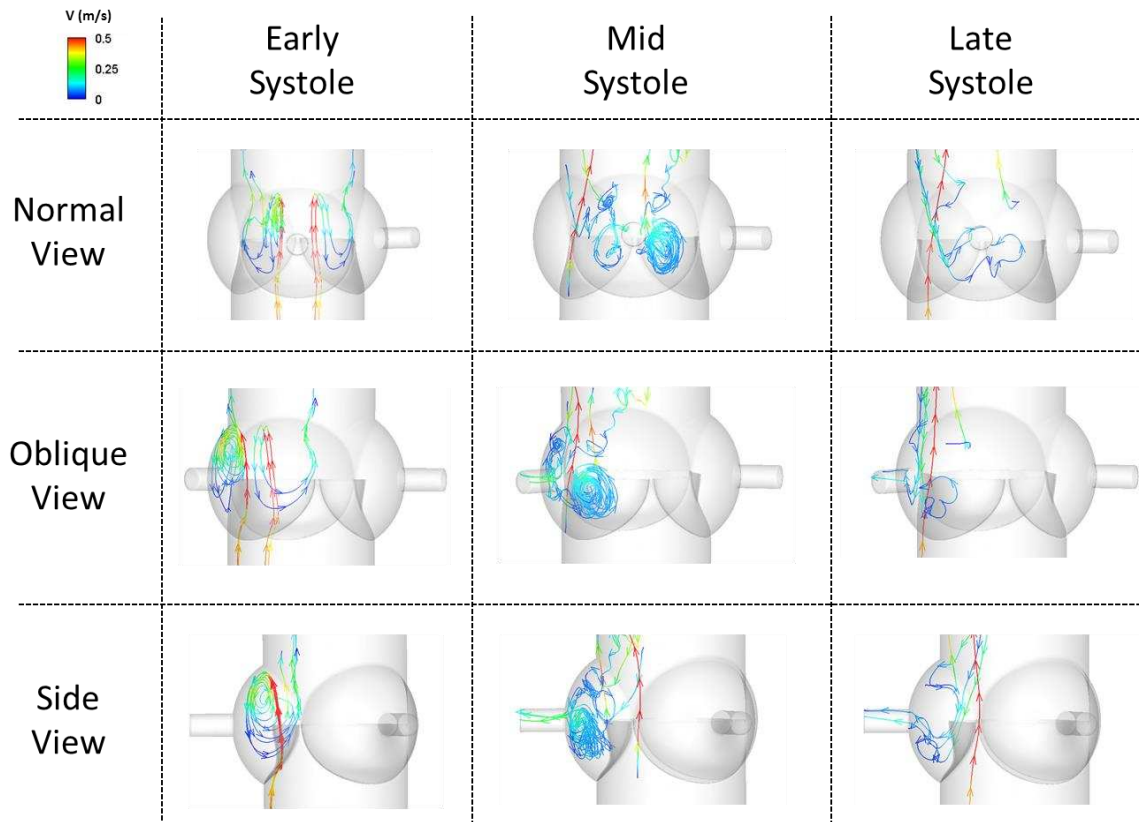 V (m/s)
0.5
0.25
0
Early
Systole
Mid
Systole
Late
Systole
Normal
View
Oblique
View
Side
View